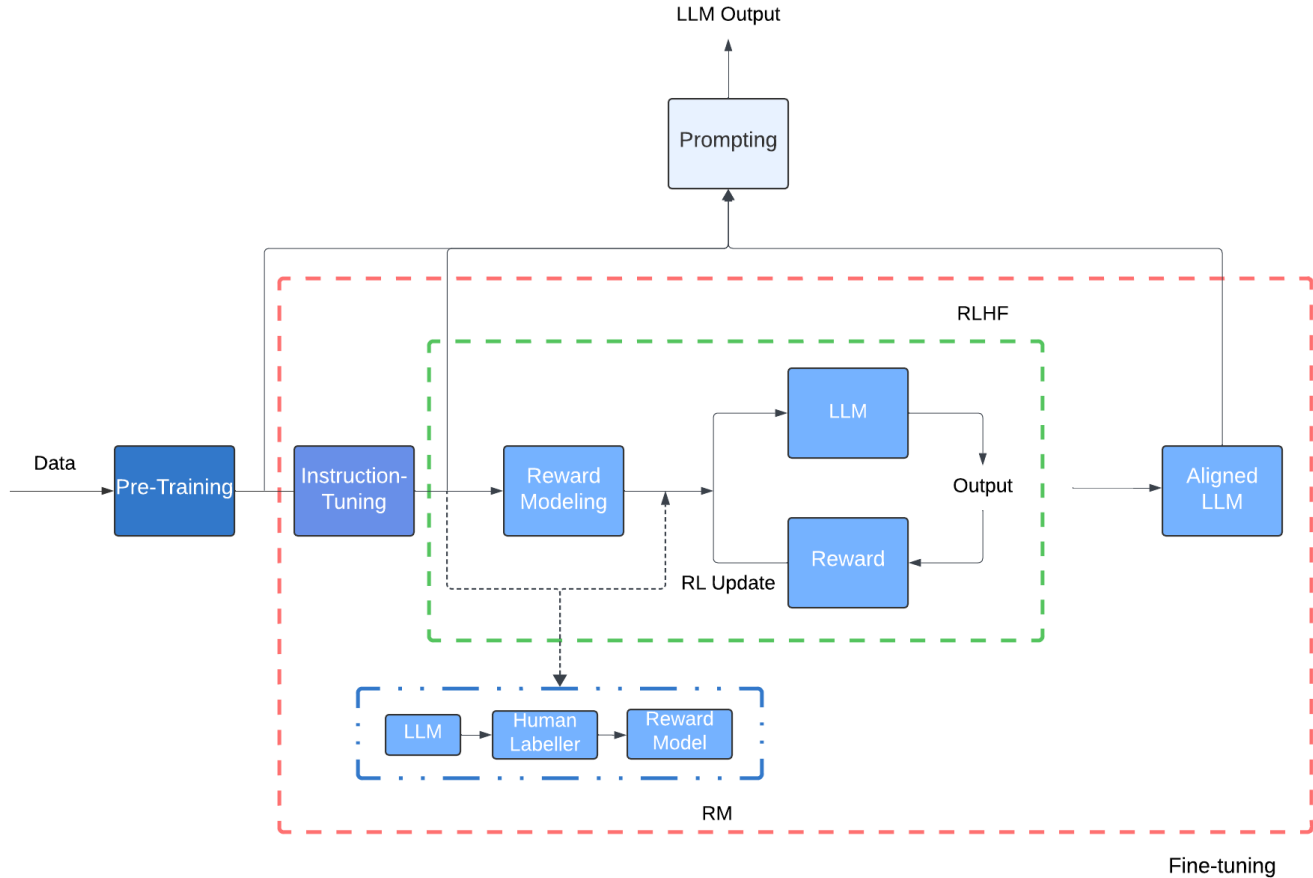 LLM Output
Prompting
RLHF
LLM
Data
Pre-Training
Instruction-
Tuning
Reward
Modeling
Output
Aligned
LLM
Reward
RL Update
LLM
Human
Labeller
Reward
Model
RM
Fine-tuning